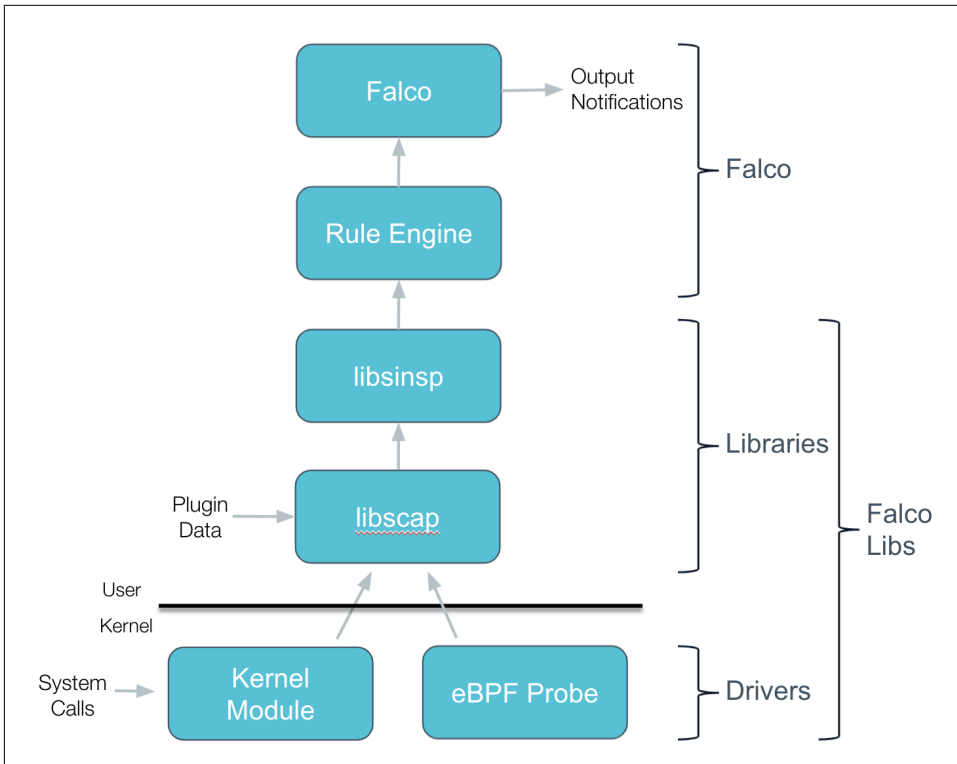 Falco
Output
Notifications
Falco
Rule Engine
libsinsp
Libraries
Plugin
Data
libscap
Falco
Libs
User
Kernel
System
Calls
Kernel
Module
eBPF Probe
Drivers